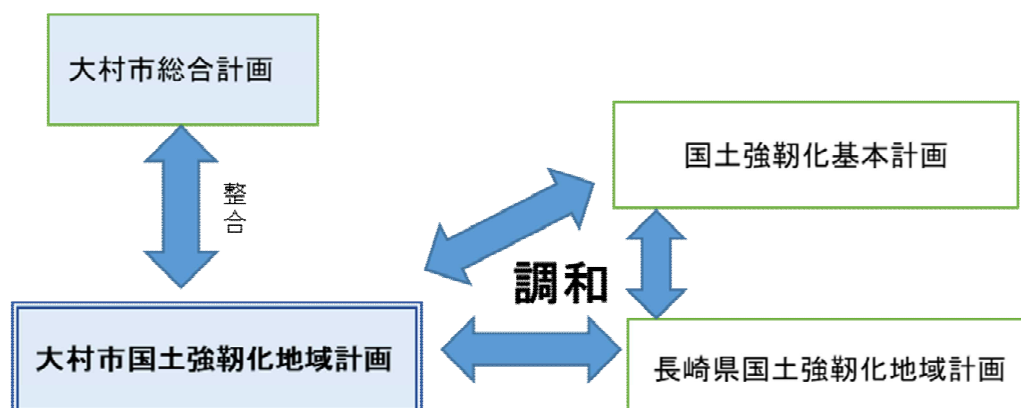 大村市総合計画
国土強靭化基本計画
整合
調和
大村市国土強靭化地域計画
長崎県国土強靭化地域計画